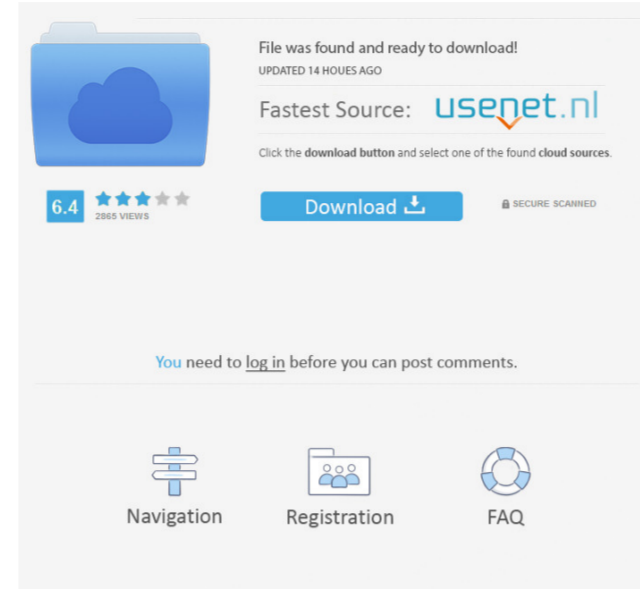 File was found and ready to download!
UPDATED 14 HOUES AGO
Fastest Source: usenet.nl
Click the download button and select one of the found cloud sources.
6.4
2865 VIEWS
Download
SECURE SCANNED
You need to log in before you can post comments.
Navigation
Registration
FAQ